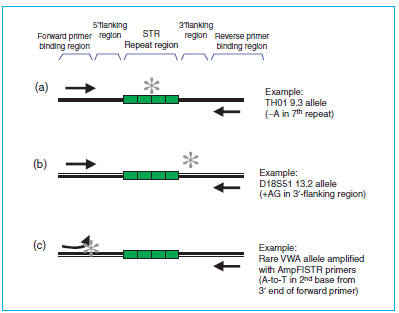 Forward primer
binding region
5'flanking
region
STR
Repeat region
3'flanking
region
Reverse primer
binding region
(a)
Example:
TH01 9.3 allele
(–A in 7th repeat)
(b)
Example:
D18S51 13.2 allele
(+AG in 3'-flanking region)
(c)
Example:
Rare VWA allele amplified
with AmpFlSTR primers
(A-to-T in 2nd base from
3' end of forward primer)